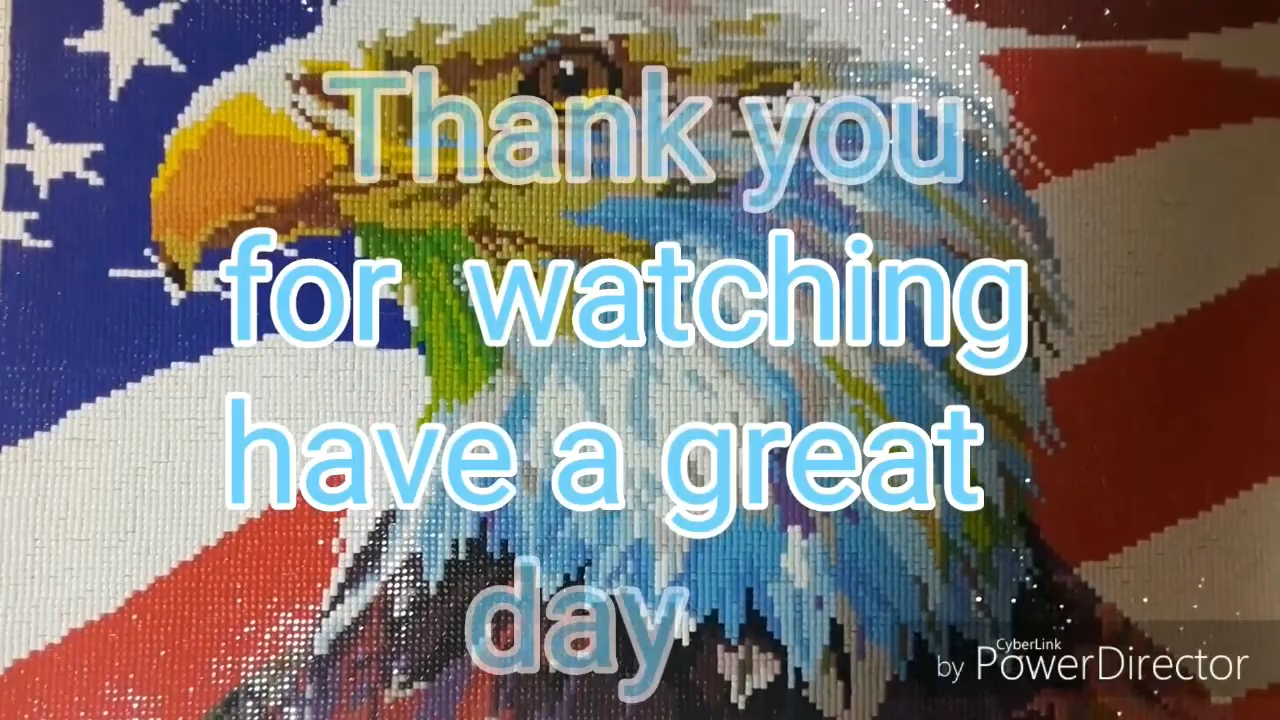 Thank you
for watching
have a great
day
CyberLink
by PowerDirector